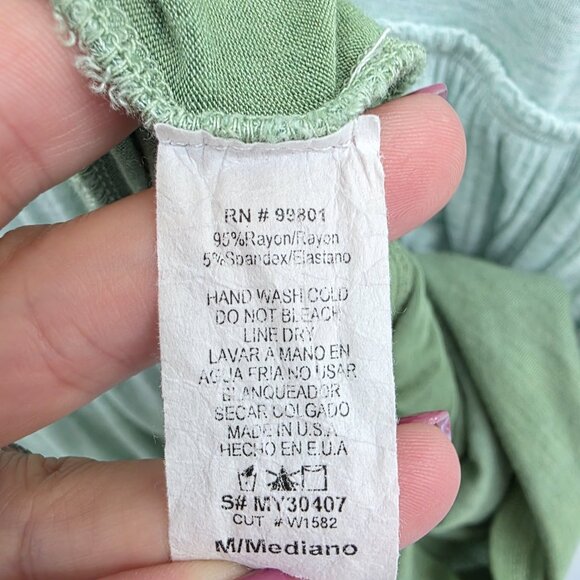 RN # 99801
95%Rayon/Rayon
5%Spandex/Elastano
HAND WASH COLD
DO NOT BLEACH
LINE DRY
LAVAR A MANO EN
AGUA FRIA NO USAR
BLANQUEADOR
SECAR COLGADO
MADE IN U.S.A
HECHO EN E.U.A
S# MY30407
CUT # W1582
M/Mediano